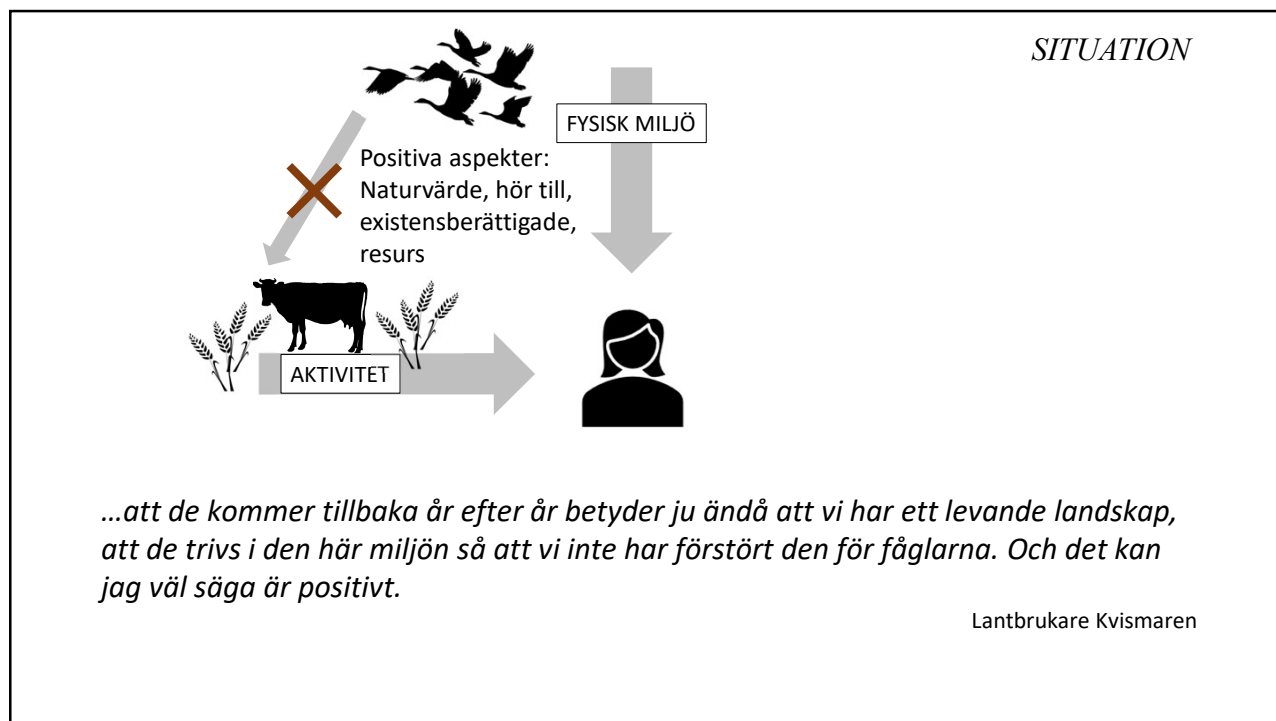 SITUATION
FYSISK MILJÖ
Positiva aspekter:
Naturvärde, hör till,
existensberättigade,
resurs
AKTIVITET
…att de kommer tillbaka år efter år betyder ju ändå att vi har ett levande landskap,
att de trivs i den här miljön så att vi inte har förstört den för fåglarna. Och det kan
jag väl säga är positivt.
Lantbrukare Kvismaren